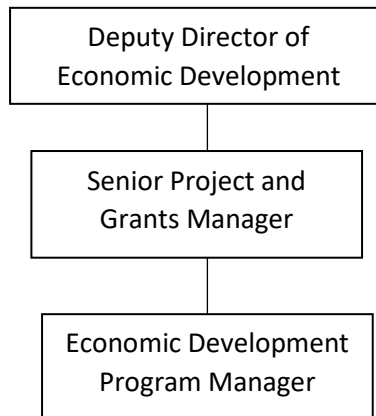 Deputy Director of
Economic Development
Senior Project and
Grants Manager
Economic Development
Program Manager